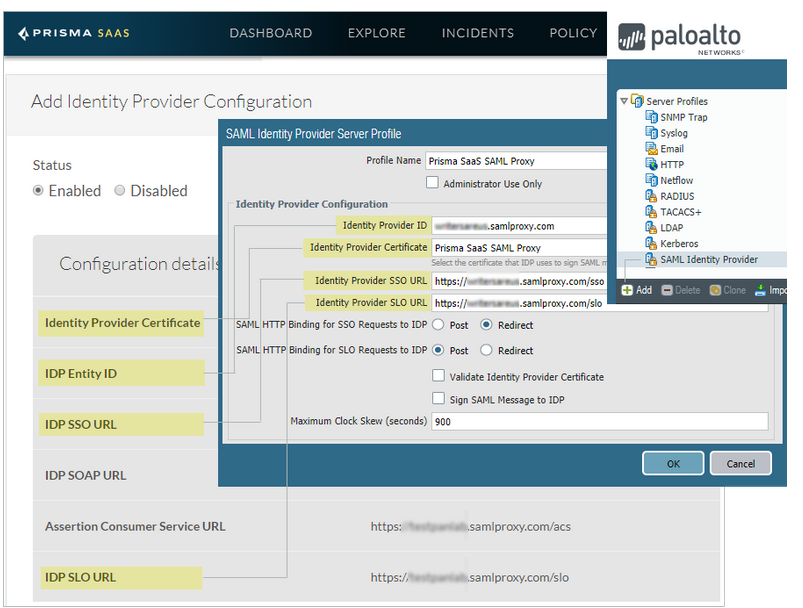 PRISMA SAAS
DASHBOARD
EXPLORE
INCIDENTS
POLICY
paloalto
NETWORKS
Add Identity Provider Configuration
Status
Enabled
Disabled
Configuration details
Identity Provider Certificate
IDP Entity ID
IDP SSO URL
IDP SOAP URL
Assertion Consumer Service URL
https:// .samlproxy.com/acs
IDP SLO URL
https:// .samlproxy.com/slo
SAML Identity Provider Server Profile
Profile Name Prisma SaaS SAML Proxy
Administrator Use Only
Identity Provider Configuration
Identity Provider ID .samlproxy.com
Identity Provider Certificate Prisma SaaS SAML Proxy
Select the certificate that IDP uses to sign SAML m
Identity Provider SSO URL https:// .samlproxy.com/sso
Identity Provider SLO URL https:// .samlproxy.com/slo
SAML HTTP Binding for SSO Requests to IDP Post Redirect
SAML HTTP Binding for SLO Requests to IDP Post Redirect
Validate Identity Provider Certificate
Sign SAML Message to IDP
Maximum Clock Skew (seconds) 900
OK
Cancel
Server Profiles
SNMP Trap
Syslog
Email
HTTP
Netflow
RADIUS
TACACS+
LDAP
Kerberos
SAML Identity Provider
Add Delete Clone Impo